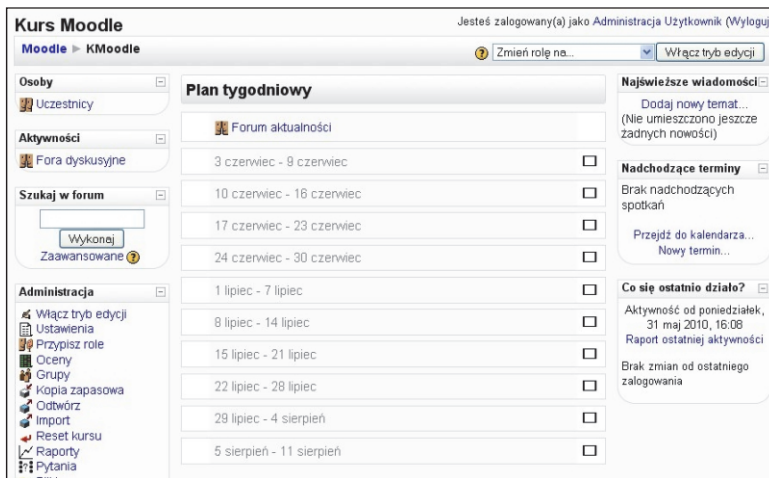 Kurs Moodle
Jesteś zalogowany(a) jako Administracja Użytkownik (Wyloguj
Moodle ► KMoodle
Zmień rolę na...
Włącz tryb edycji
Osoby
Uczestnicy
Aktywności
Fora dyskusyjne
Szukaj w forum
Wykonaj
Zaawansowane
Administracja
Włącz tryb edycji
Ustawienia
Przypisz role
Oceny
Grupy
Kopia zapasowa
Odtwórz
Import
Reset kursu
Raporty
Pytania
Plan tygodniowy
Forum aktualności
3 czerwiec - 9 czerwiec
10 czerwiec - 16 czerwiec
17 czerwiec - 23 czerwiec
24 czerwiec - 30 czerwiec
1 lipiec - 7 lipiec
8 lipiec - 14 lipiec
15 lipiec - 21 lipiec
22 lipiec - 28 lipiec
29 lipiec - 4 sierpień
5 sierpień - 11 sierpień
Najświeższe wiadomości
Dodaj nowy temat...
(Nie umieszczono jeszcze
żadnych nowości)
Nadchodzące terminy
Brak nadchodzących
spotkań
Przejdź do kalendarza...
Nowy termin...
Co się ostatnio działo?
Aktywność od poniedziałek,
31 maj 2010, 16:08
Raport ostatniej aktywności
Brak zmian od ostatniego
zalogowania